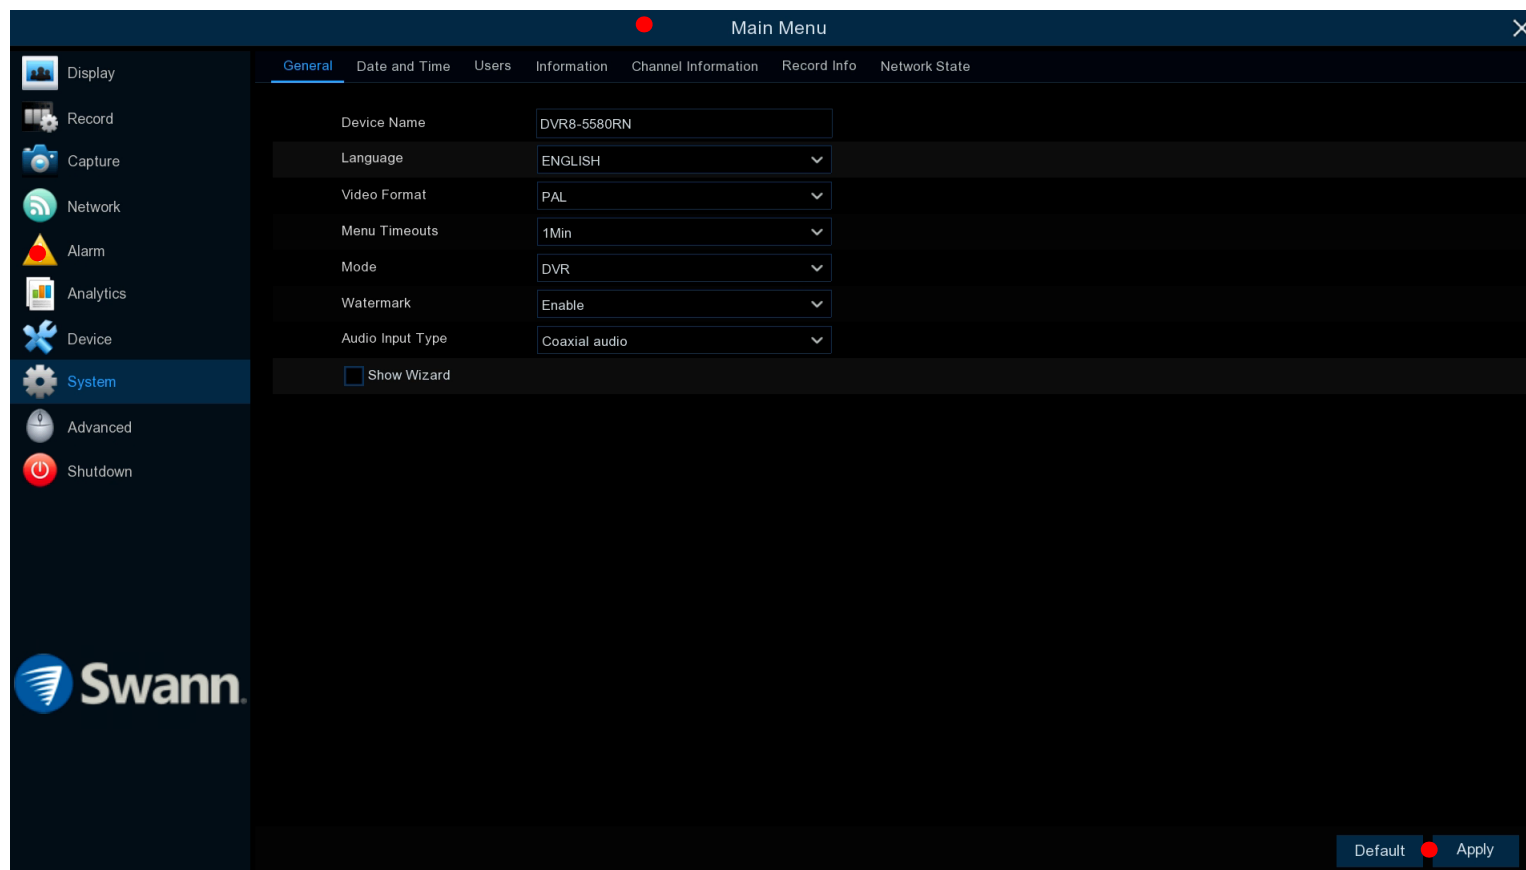 Main Menu
Display
Record
Capture
Network
Alarm
Analytics
Device
System
Advanced
Shutdown
Swann
General Date and Time Users Information Channel Information Record Info Network State
Device Name DVR8-5580RN
Language ENGLISH
Video Format PAL
Menu Timeouts 1Min
Mode DVR
Watermark Enable
Audio Input Type Coaxial audio
Show Wizard
Default Apply